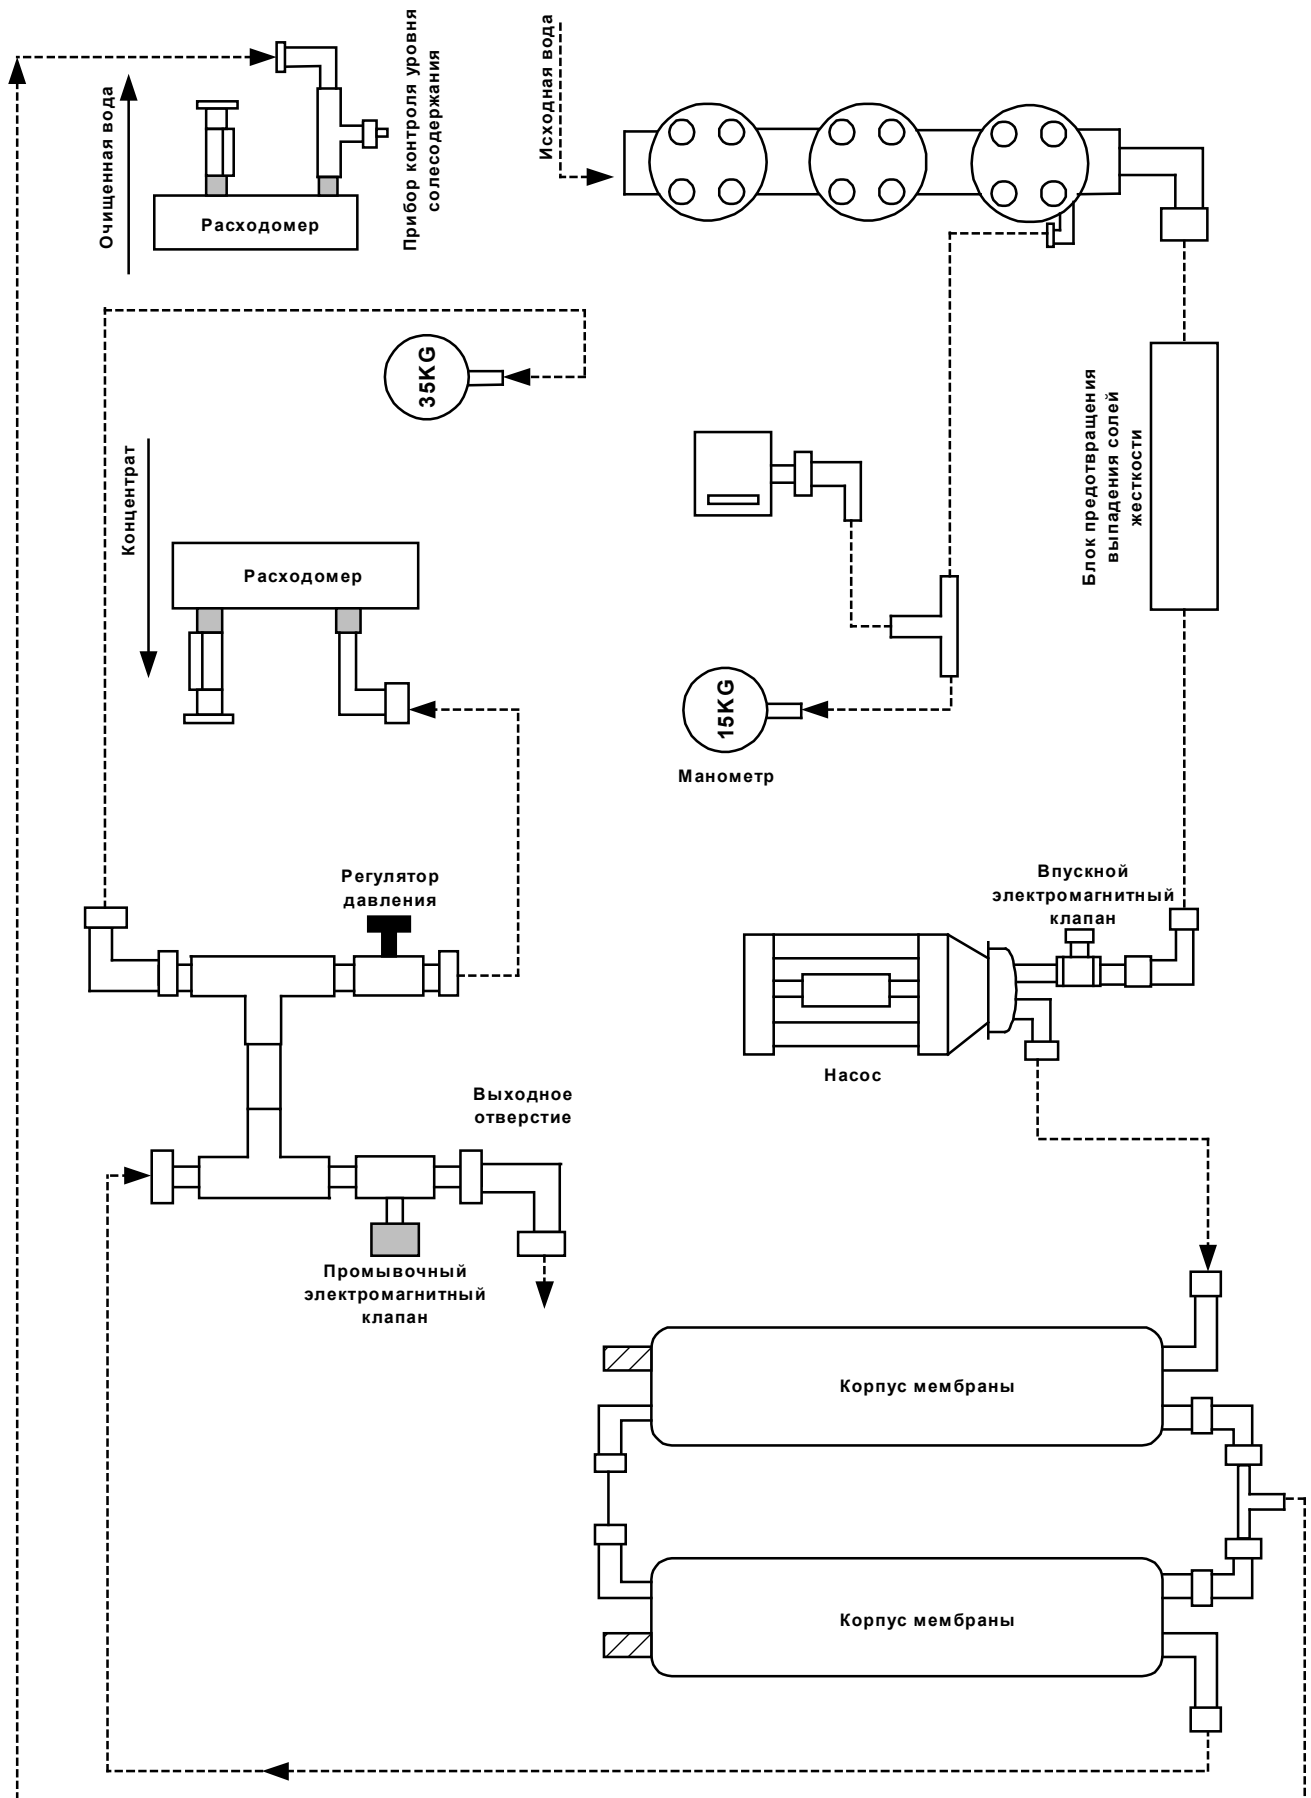 Очищенная вода
Расходомер
Прибор контроля уровня
солесодержания
Исходная вода
35KG
Концентрат
Расходомер
Блок предотвращения
выпадения солей
жесткости
15KG
Манометр
Регулятор
давления
Впускной
электромагнитный
клапан
Насос
Выходное
отверстие
Промывочный
электромагнитный
клапан
Корпус мембраны
Корпус мембраны